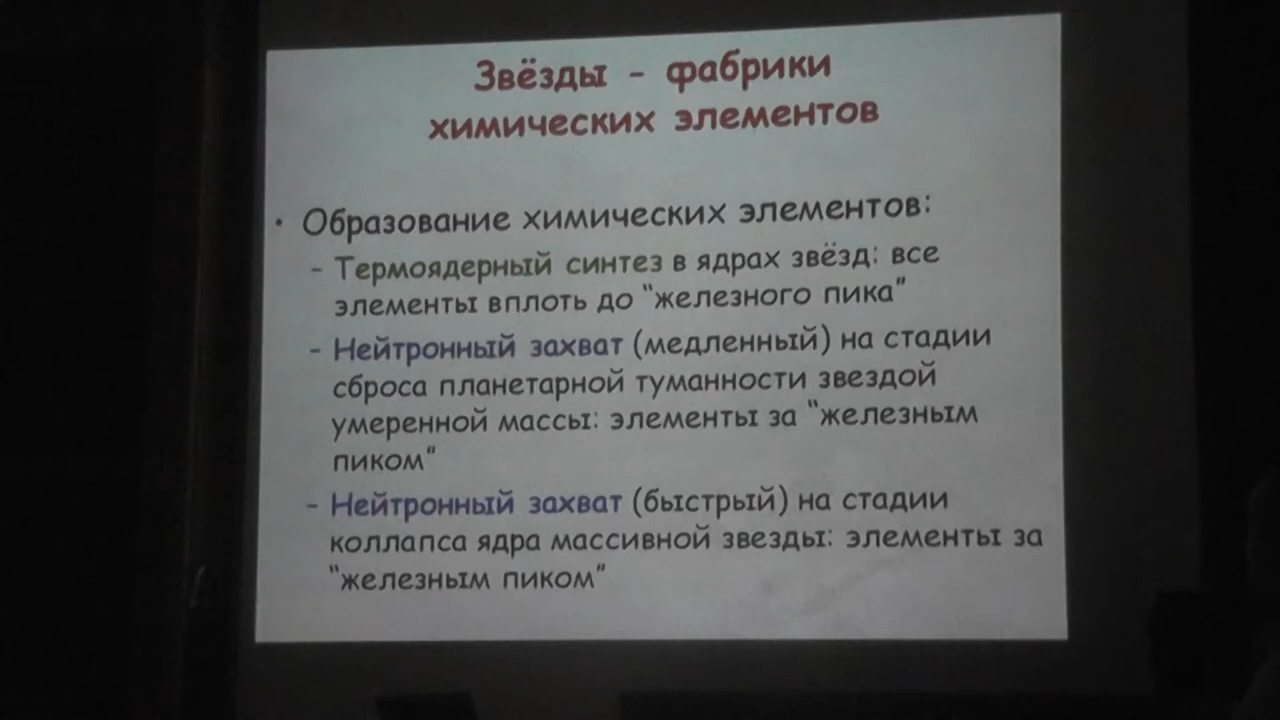 Звёзды - фабрики
химических элементов
• Образование химических элементов:
- Термоядерный синтез в ядрах звёзд: все
элементы вплоть до "железного пика"
- Нейтронный захват (медленный) на стадии
сброса планетарной туманности звездой
умеренной массы: элементы за "железным
пиком"
- Нейтронный захват (быстрый) на стадии
коллапса ядра массивной звезды: элементы за
"железным пиком"